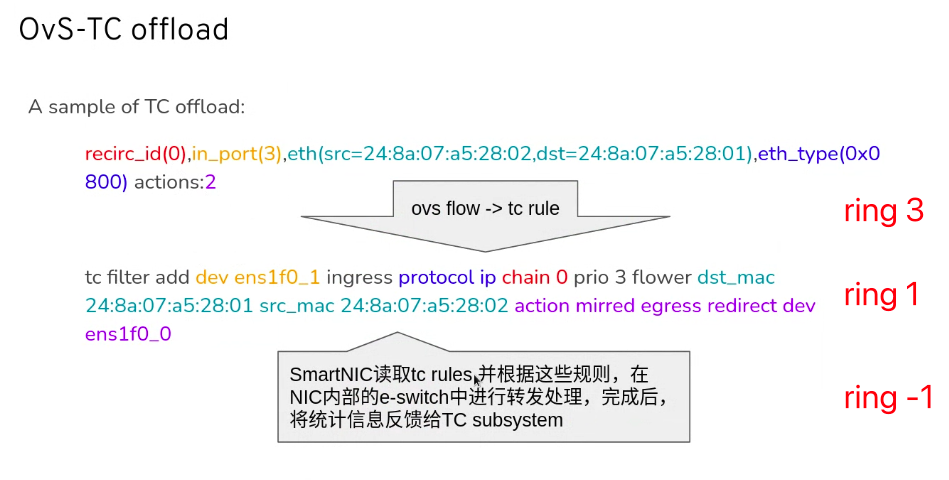 OvS-TC offload
A sample of TC offload:
recirc_id(0),in_port(3),eth(src=24:8a:07:a5:28:02,dst=24:8a:07:a5:28:01),eth_type(0x0
800) actions:2
ovs flow -> tc rule
ring 3
tc filter add dev ens1f0_1 ingress protocol ip chain 0 prio 3 flower dst_mac
24:8a:07:a5:28:01 src_mac 24:8a:07:a5:28:02 action mirred egress redirect dev
ens1f0_0
ring 1
SmartNIC读取tc rules,并根据这些规则，在
NIC内部的e-switch中进行转发处理，完成后，
将统计信息反馈给TC subsystem
ring -1